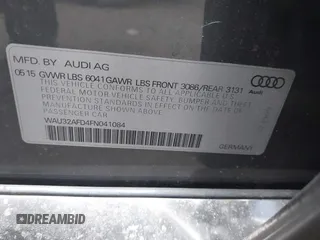 MFD. BY AUDI AG
05 15 GVWR LBS 6041 GAWR LBS FRONT 3086/REAR 3131
THIS VEHICLE CONFORMS TO ALL APPLICABLE
FEDERAL MOTOR VEHICLE SAFETY, BUMPER, AND THEFT
PREVENTION STANDARDS IN EFFECT ON THE DATE OF
MANUFACTURE SHOWN ABOVE
PASSENGER CAR
WAU32AFD4FN041084
Audi
DREAMBID